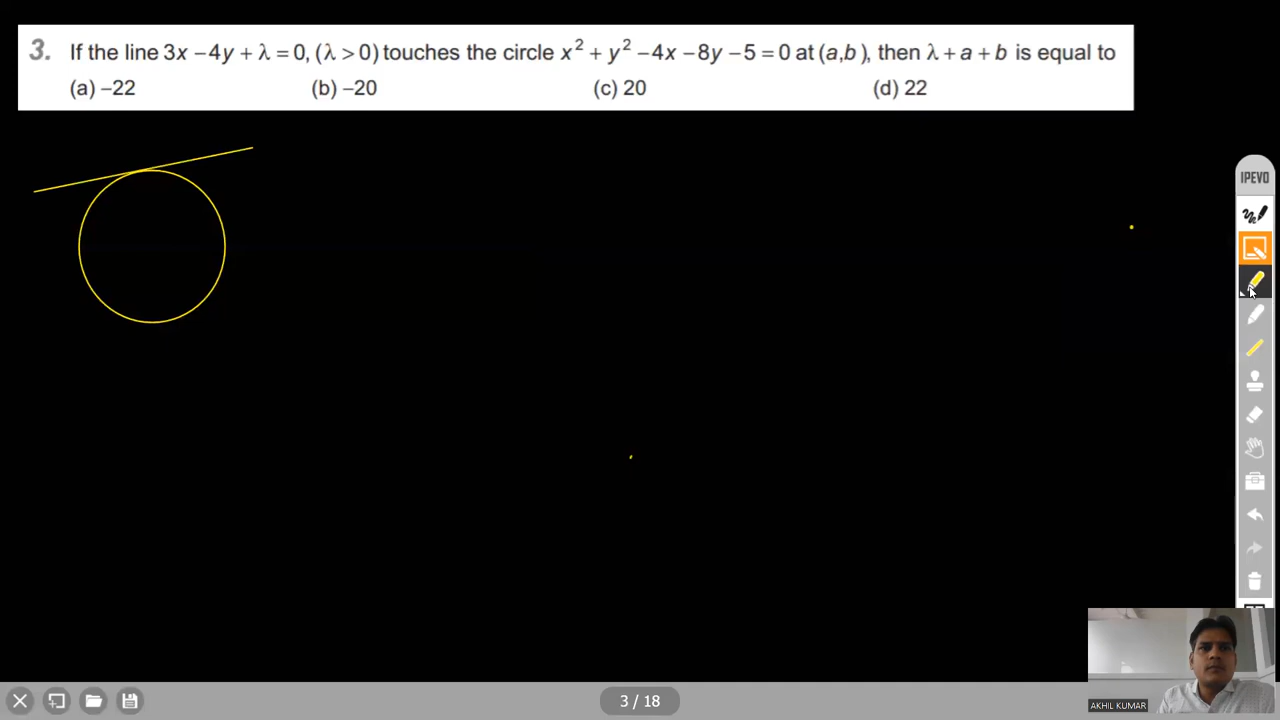 3. If the line 3x − 4y + λ = 0, (λ > 0) touches the circle x² + y² − 4x − 8y − 5 = 0 at (a,b), then λ + a + b is equal to
(a) −22 (b) −20 (c) 20 (d) 22
IPEVO
3 / 18
AKHIL KUMAR